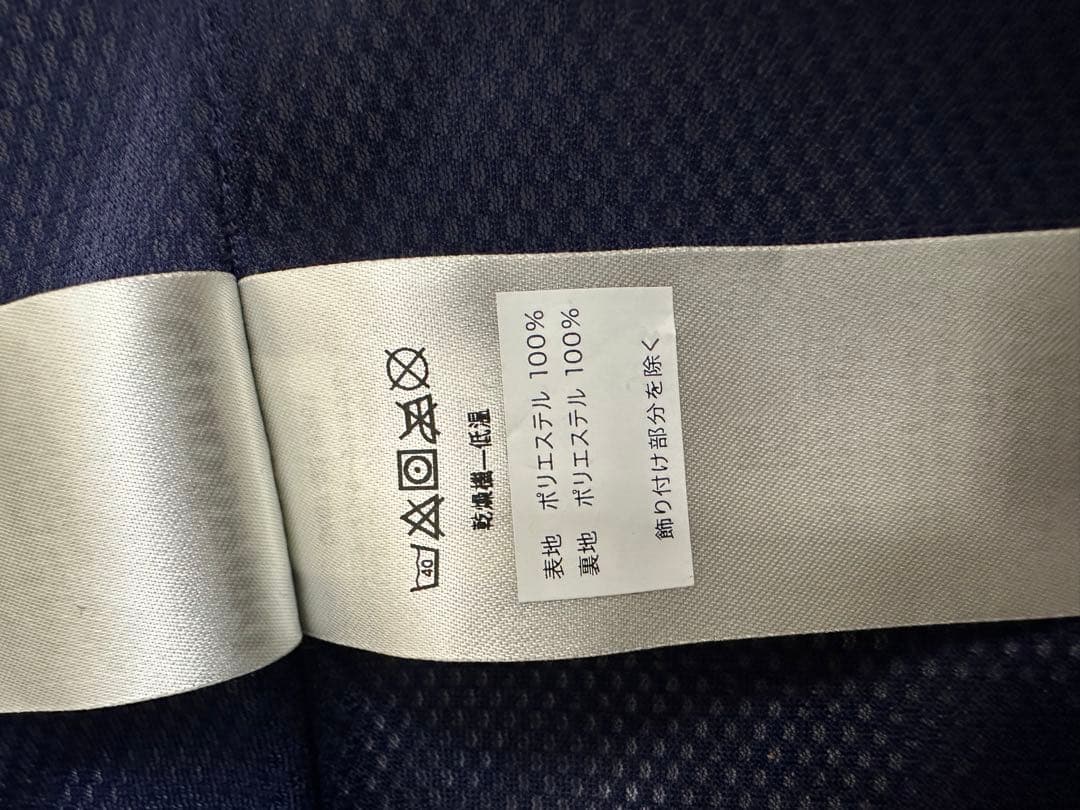 40
乾燥機—低温
表地 ポリエステル 100%
裏地 ポリエステル 100%
飾り付け部分を除く